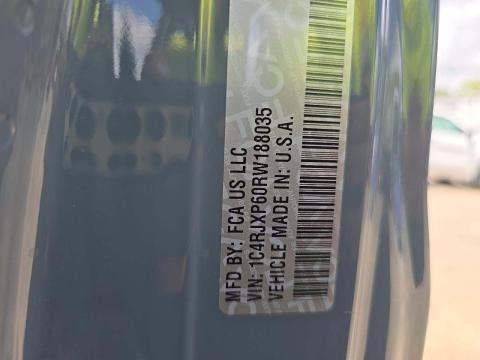 MFD BY: FCA US LLC
VIN: 1C4RJXP60RW188035
VEHICLE MADE IN: U.S.A.